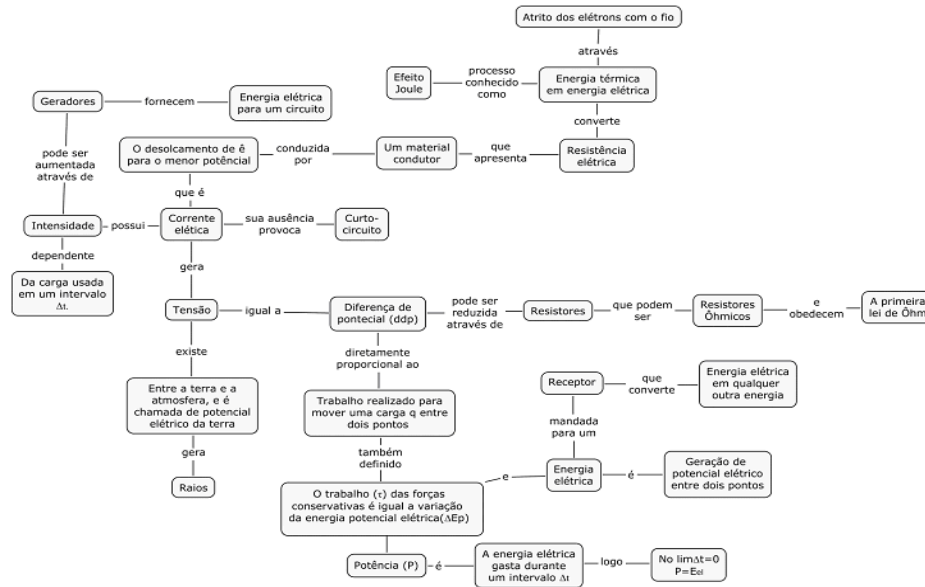 Atrito dos elétrons com o fio
através
Efeito
Joule
processo
conhecido
como
Energia térmica
em energia elétrica
Geradores
fornecem
Energia elétrica
para um circuito
converte
pode ser
aumentada
através de
O desolcamento de ê
para o menor potêncial
conduzida
por
Um material
condutor
que
apresenta
Resistência
elétrica
que é
Intensidade
possui
Corrente
elética
sua ausência
provoca
Curto-
circuito
dependente
Da carga usada
em um intervalo
Δt.
gera
Tensão
igual a
Diferença de
pontecial (ddp)
pode ser
reduzida
através de
Resistores
que podem
ser
Resistores
Ôhmicos
e
obedecem
A primeira
lei de Ôhm
existe
diretamente
proporcional ao
Entre a terra e a
atmosfera, e é
chamada de potencial
elétrico da terra
Trabalho realizado para
mover uma carga q entre
dois pontos
Receptor
que
converte
Energia elétrica
em qualquer
outra energia
mandada
para um
gera
Raios
também
definido
O trabalho (τ) das forças
conservativas é igual a variação
da energia potencial elétrica(ΔEp)
e
Energia
elétrica
é
Geração de
potencial elétrico
entre dois pontos
Potência (P)
é
A energia elétrica
gasta durante
um intervalo Δt
logo
No limΔt=0
P=Eel